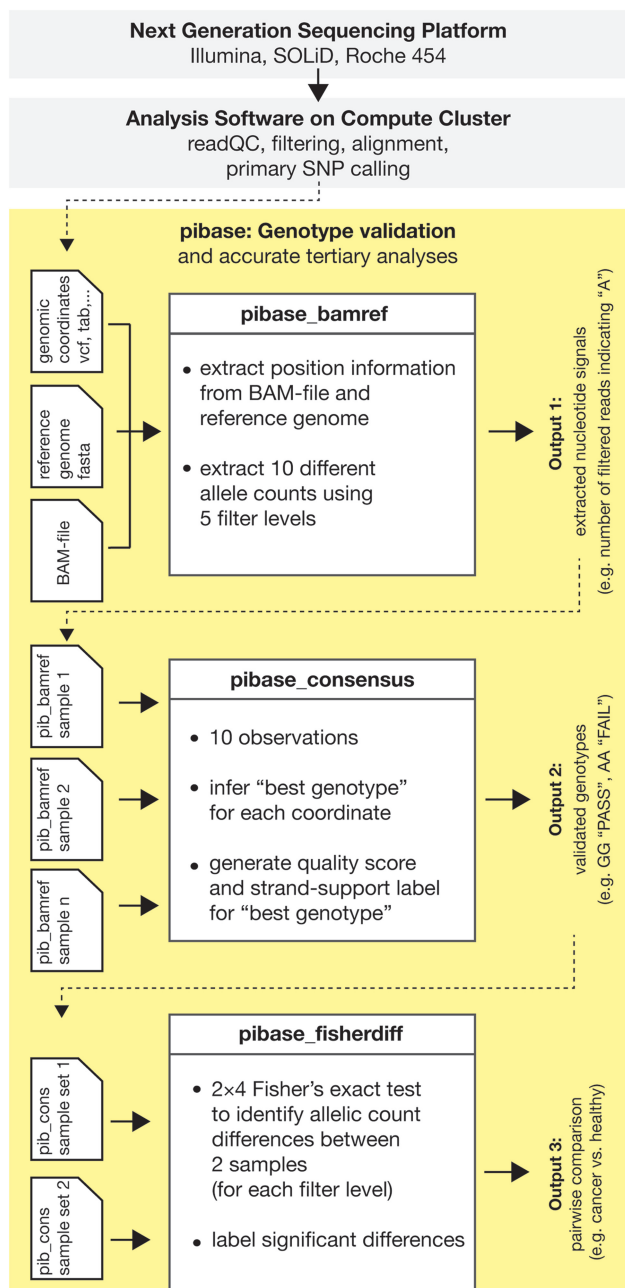 Next Generation Sequencing Platform
Illumina, SOLiD, Roche 454
Analysis Software on Compute Cluster
readQC, filtering, alignment,
primary SNP calling
pibase: Genotype validation
and accurate tertiary analyses
genomic
coordinates
vcf, tab,...
reference
genome
fasta
BAM-file
pibase_bamref
• extract position information
from BAM-file and
reference genome
• extract 10 different
allele counts using
5 filter levels
Output 1:
extracted nucleotide signals
(e.g. number of filtered reads indicating “A”)
pib_bamref
sample 1
pib_bamref
sample 2
pib_bamref
sample n
pibase_consensus
• 10 observations
• infer “best genotype”
for each coordinate
• generate quality score
and strand-support label
for “best genotype”
Output 2:
validated genotypes
(e.g. GG “PASS”, AA “FAIL”)
pib_cons
sample set 1
pib_cons
sample set 2
pibase_fisherdiff
• 2×4 Fisher’s exact test
to identify allelic count
differences between
2 samples
(for each filter level)
• label significant differences
Output 3:
pairwise comparison
(e.g. cancer vs. healthy)